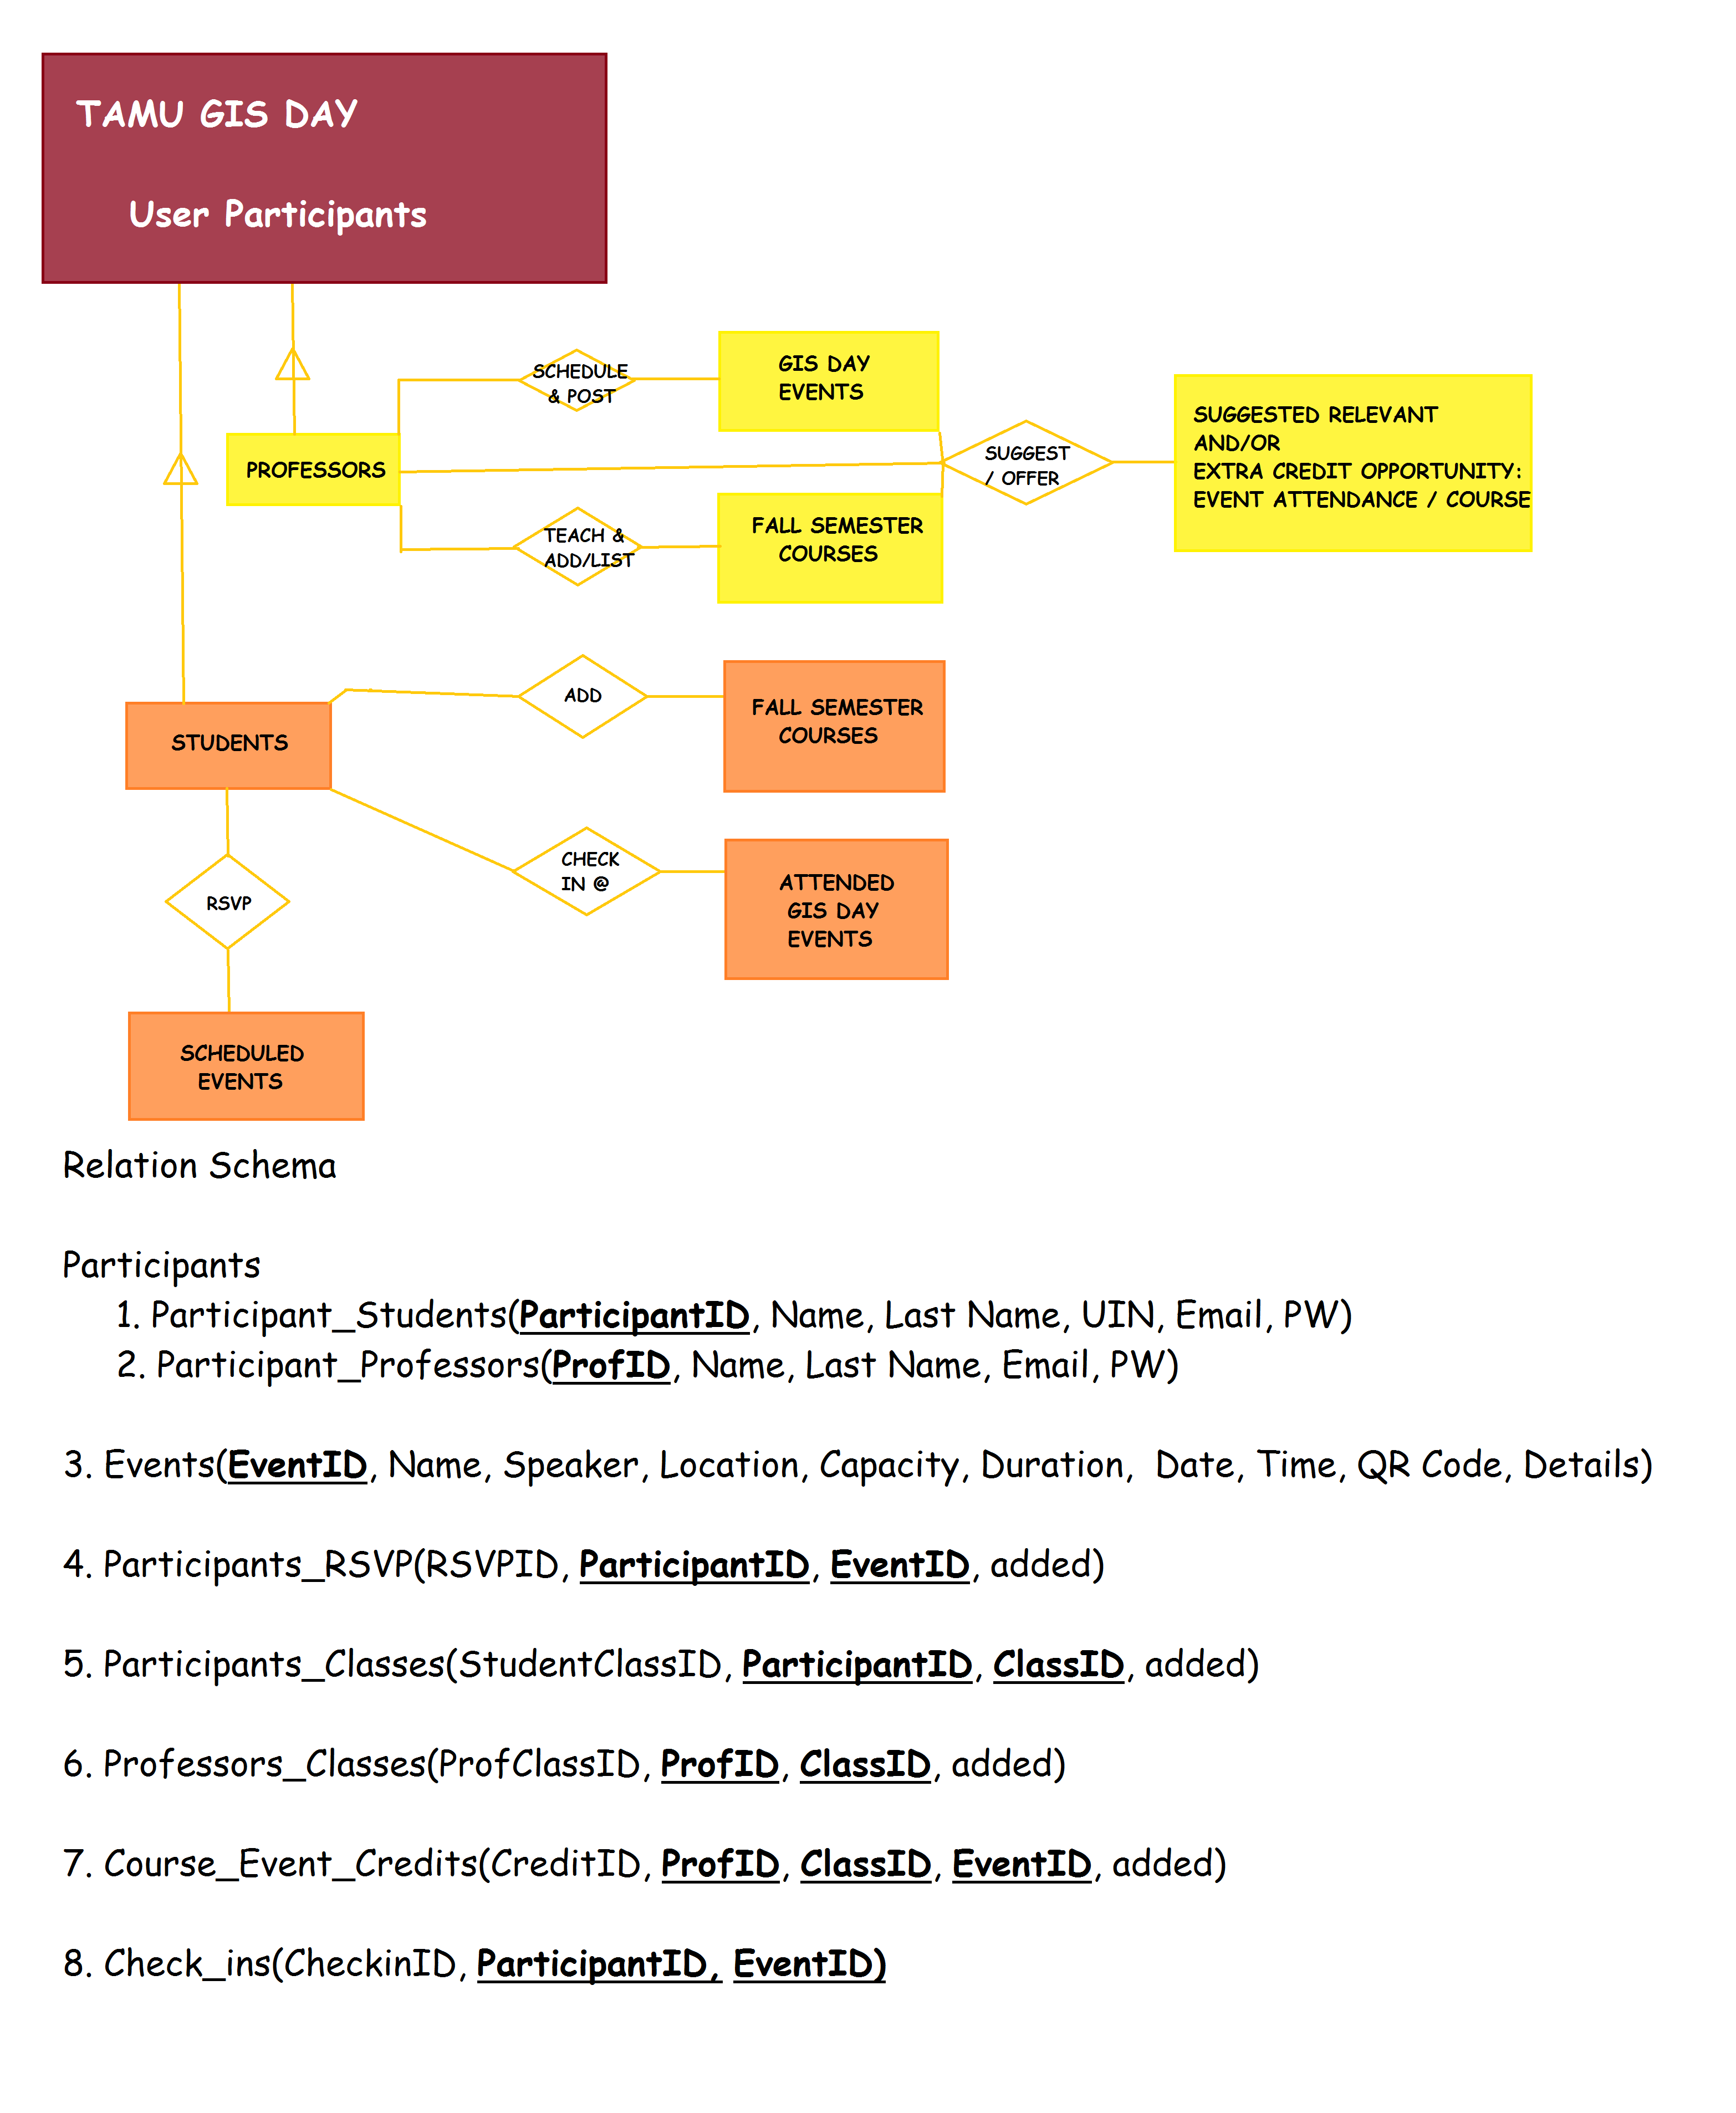 TAMU GIS DAY
User Participants
SCHEDULE
& POST
GIS DAY
EVENTS
SUGGESTED RELEVANT
AND/OR
EXTRA CREDIT OPPORTUNITY:
EVENT ATTENDANCE / COURSE
SUGGEST
/ OFFER
PROFESSORS
TEACH &
ADD/LIST
FALL SEMESTER
COURSES
ADD
FALL SEMESTER
COURSES
STUDENTS
CHECK
IN @
ATTENDED
GIS DAY
EVENTS
RSVP
SCHEDULED
EVENTS
Relation Schema
Participants
1. Participant_Students(ParticipantID, Name, Last Name, UIN, Email, PW)
2. Participant_Professors(ProfID, Name, Last Name, Email, PW)
3. Events(EventID, Name, Speaker, Location, Capacity, Duration, Date, Time, QR Code, Details)
4. Participants_RSVP(RSVPID, ParticipantID, EventID, added)
5. Participants_Classes(StudentClassID, ParticipantID, ClassID, added)
6. Professors_Classes(ProfClassID, ProfID, ClassID, added)
7. Course_Event_Credits(CreditID, ProfID, ClassID, EventID, added)
8. Check_ins(CheckinID, ParticipantID, EventID)